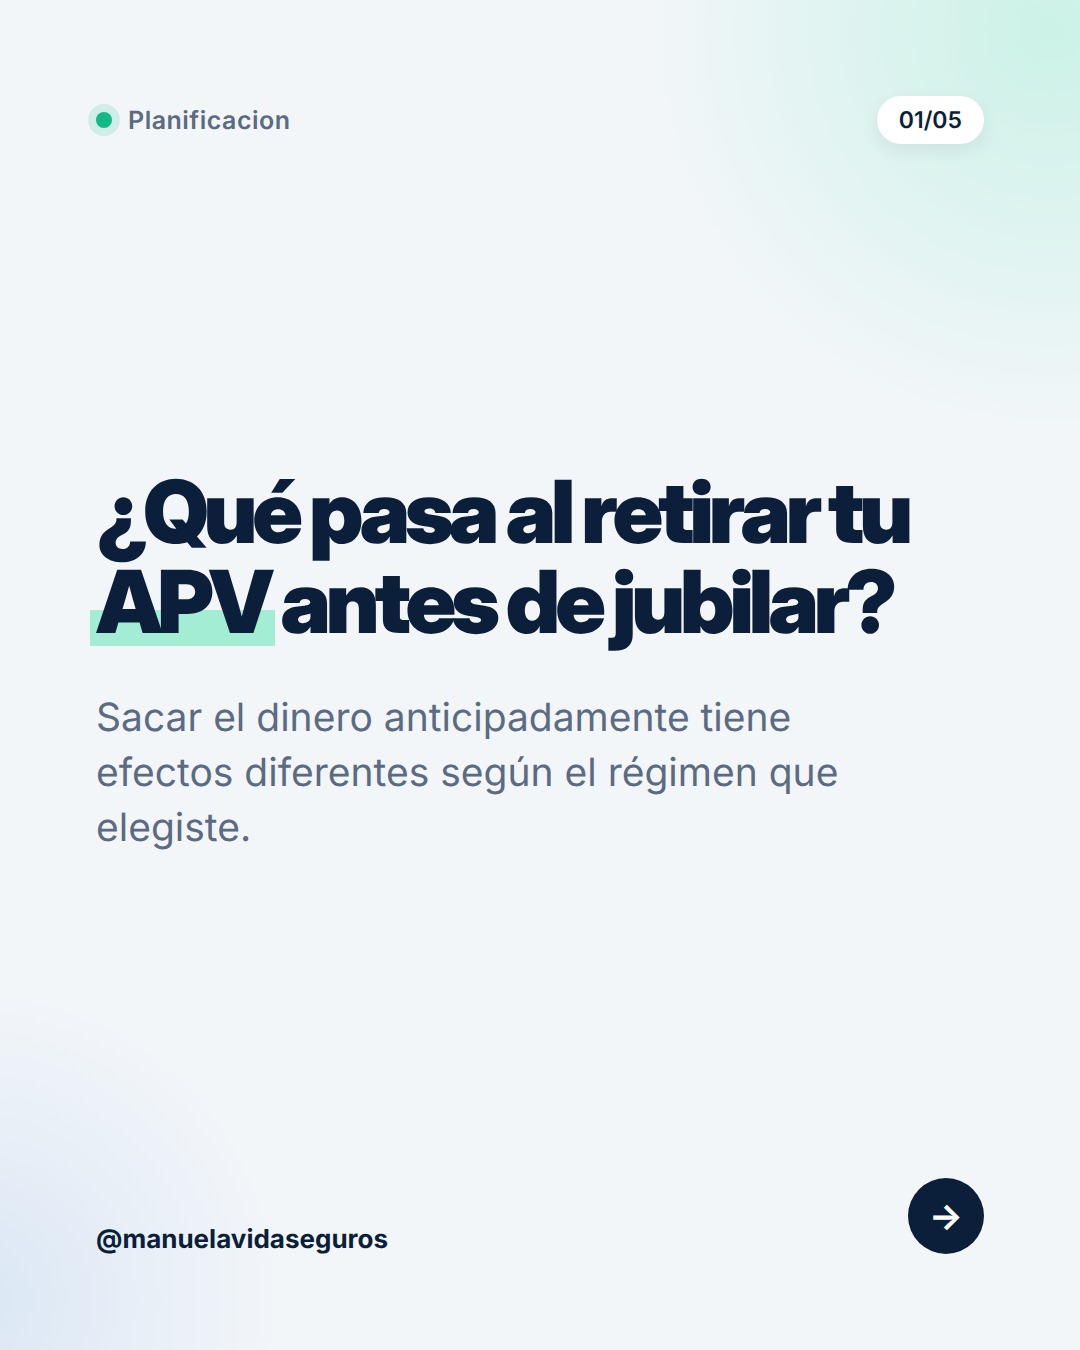 Planificacion
01/05
¿Qué pasa al retirar tu
APV antes de jubilar?
Sacar el dinero anticipadamente tiene
efectos diferentes según el régimen que
elegiste.
@manuelavidaseguros
→